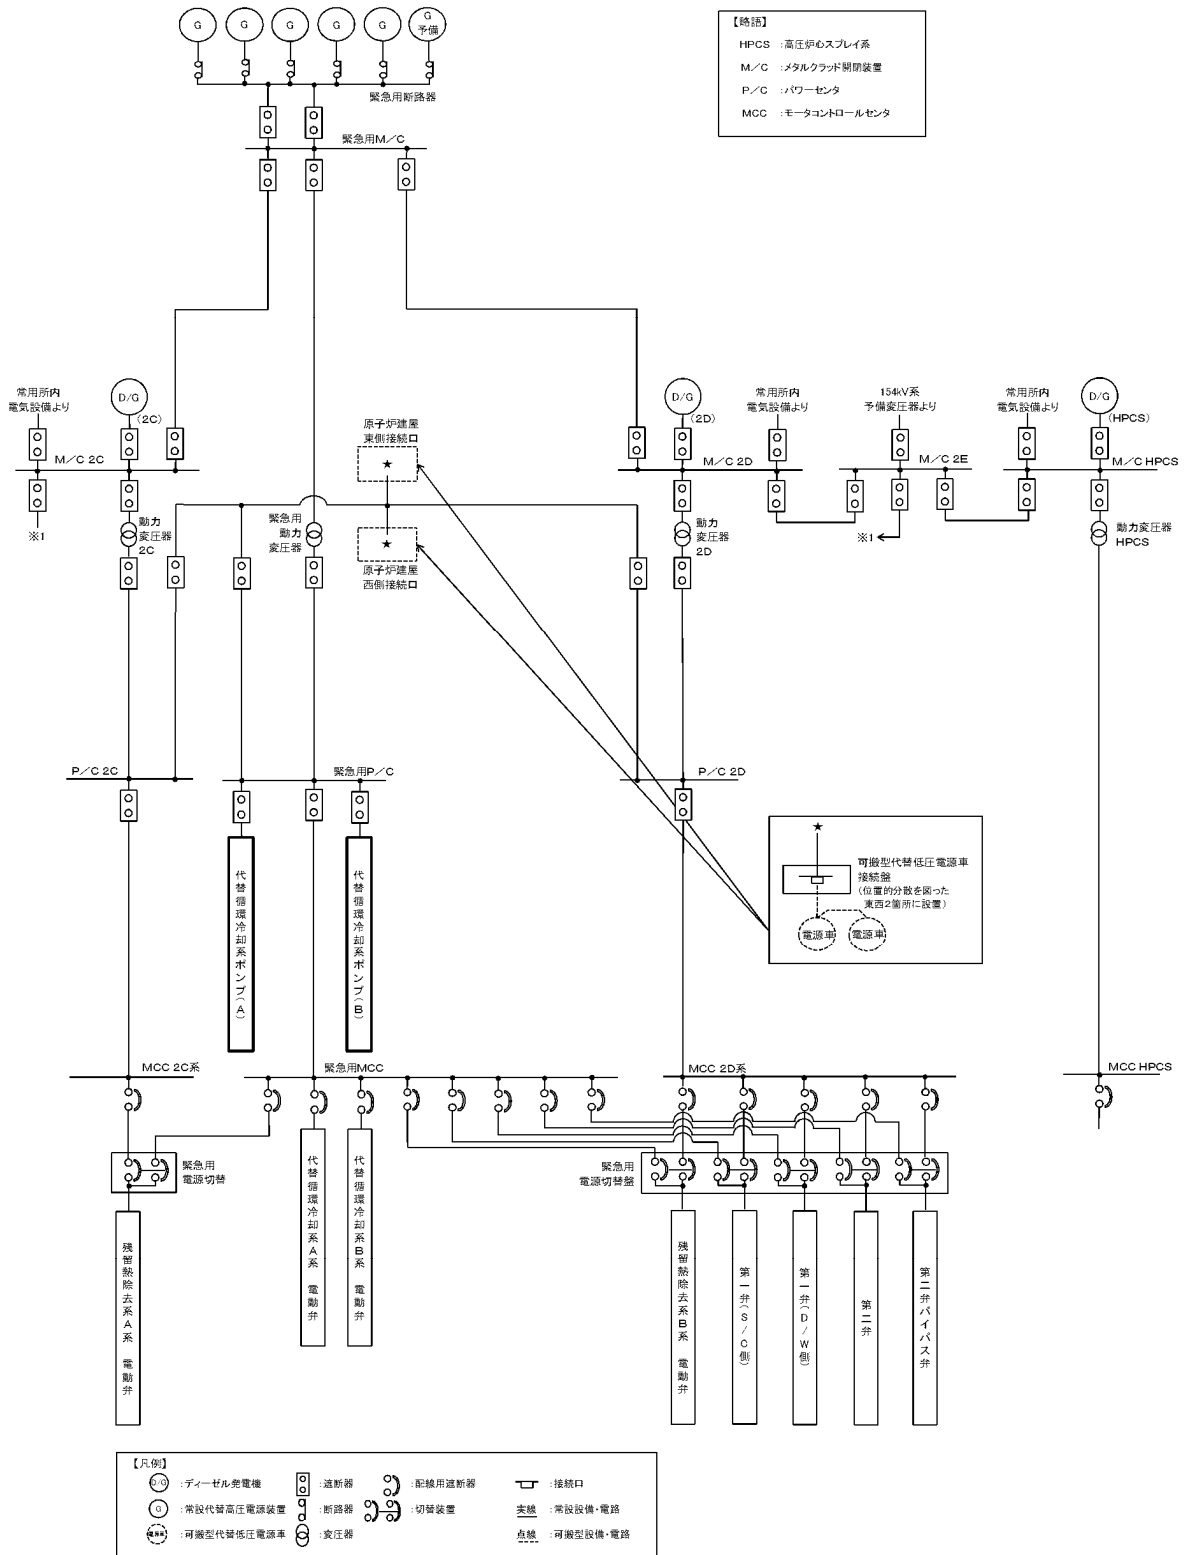 G
G
G
G
G
G
予備
緊急用断路器
緊急用M/C
【略語】
HPCS :高圧炉心スプレイ系
M/C :メタルクラッド開閉装置
P/C :パワーセンタ
MCC :モータコントロールセンタ
常用所内
電気設備より
D/G
(2C)
M/C 2C
※1
動力
変圧器
2C
緊急用
動力
変圧器
原子炉建屋
東側接続口
★
★
原子炉建屋
西側接続口
D/G
(2D)
M/C 2D
動力
変圧器
2D
常用所内
電気設備より
154kV系
予備変圧器より
M/C 2E
※1
常用所内
電気設備より
D/G
(HPCS)
M/C HPCS
動力変圧器
HPCS
P/C 2C
緊急用P/C
P/C 2D
代替循環冷却系ポンプ(A)
代替循環冷却系ポンプ(B)
★
可搬型代替低圧電源車
接続盤
(位置的分散を図った
東西2箇所に設置)
電源車
電源車
MCC 2C系
緊急用MCC
MCC 2D系
MCC HPCS
緊急用
電源切替
緊急用
電源切替盤
残留熱除去系A系 電動弁
代替循環冷却系A系 電動弁
代替循環冷却系B系 電動弁
残留熱除去系B系 電動弁
第一弁(S/C側)
第一弁(D/W側)
第二弁
第二弁バイパス弁
【凡例】
D/G :ディーゼル発電機
:遮断器
:配線用遮断器
:接続口
G :常設代替高圧電源装置
:断路器
:切替装置
実線 :常設設備・電路
電源車 :可搬型代替低圧電源車
:変圧器
点線 :可搬型設備・電路